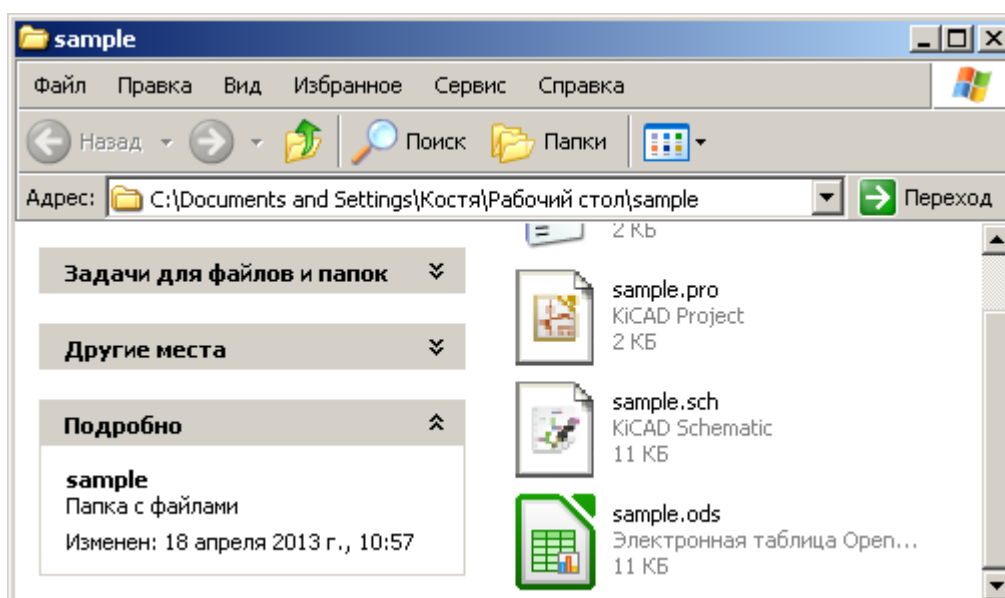 sample
Файл Правка Вид Избранное Сервис Справка
Назад Поиск Папки
Адрес: C:\Documents and Settings\Костя\Рабочий стол\sample Переход
2 КБ
Задачи для файлов и папок
Другие места
Подробно
sample
Папка с файлами
Изменен: 18 апреля 2013 г., 10:57
sample.pro
KiCAD Project
2 КБ
sample.sch
KiCAD Schematic
11 КБ
sample.ods
Электронная таблица Open...
11 КБ